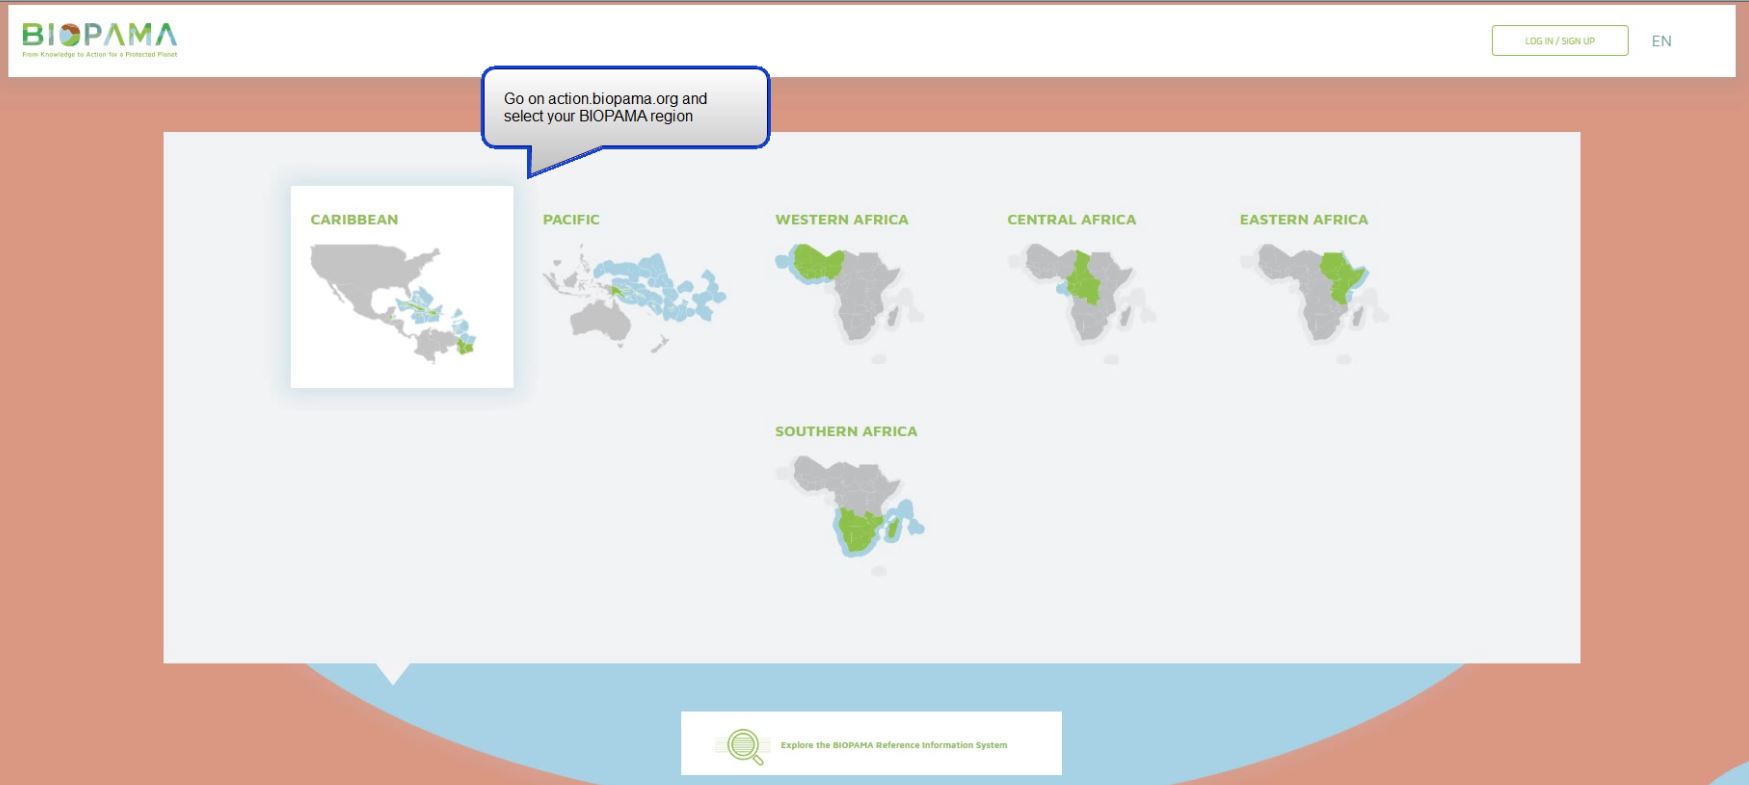 BIOPAMA
From Knowledge to Action for a Protected Planet
LOG IN / SIGN UP
EN
Go on action.biopama.org and
select your BIOPAMA region
CARIBBEAN
PACIFIC
WESTERN AFRICA
CENTRAL AFRICA
EASTERN AFRICA
SOUTHERN AFRICA
Explore the BIOPAMA Reference Information System